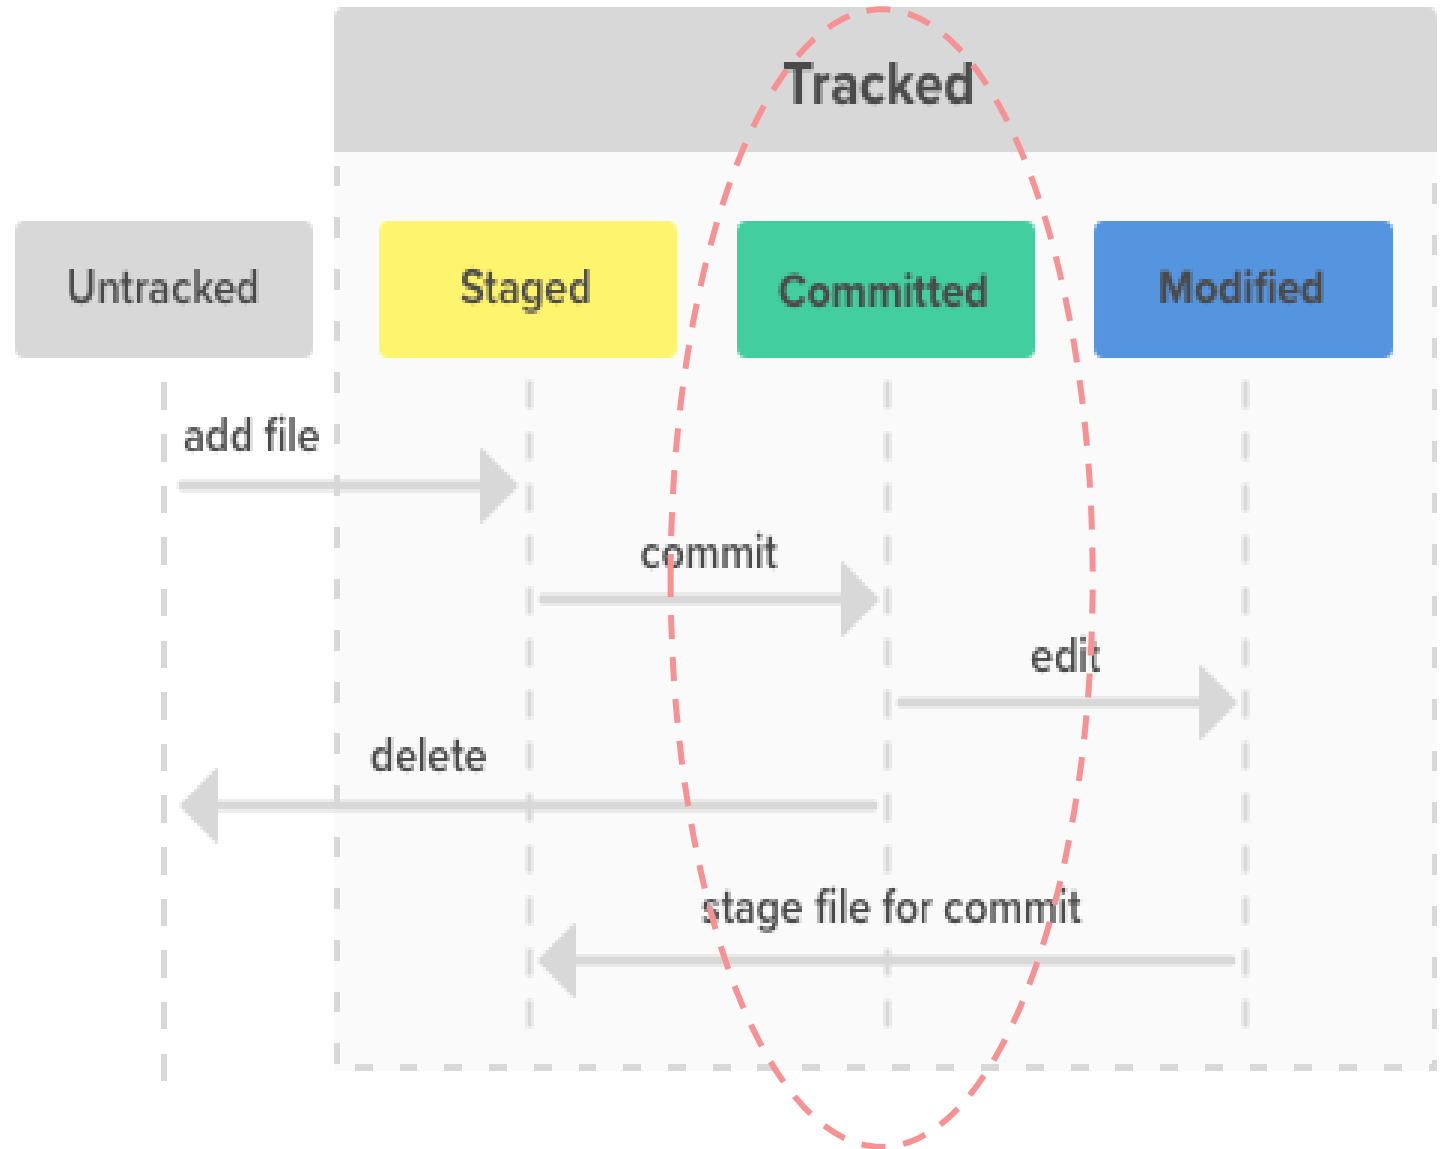 Tracked
Untracked
Staged
Committed
Modified
add file
commit
edit
delete
stage file for commit